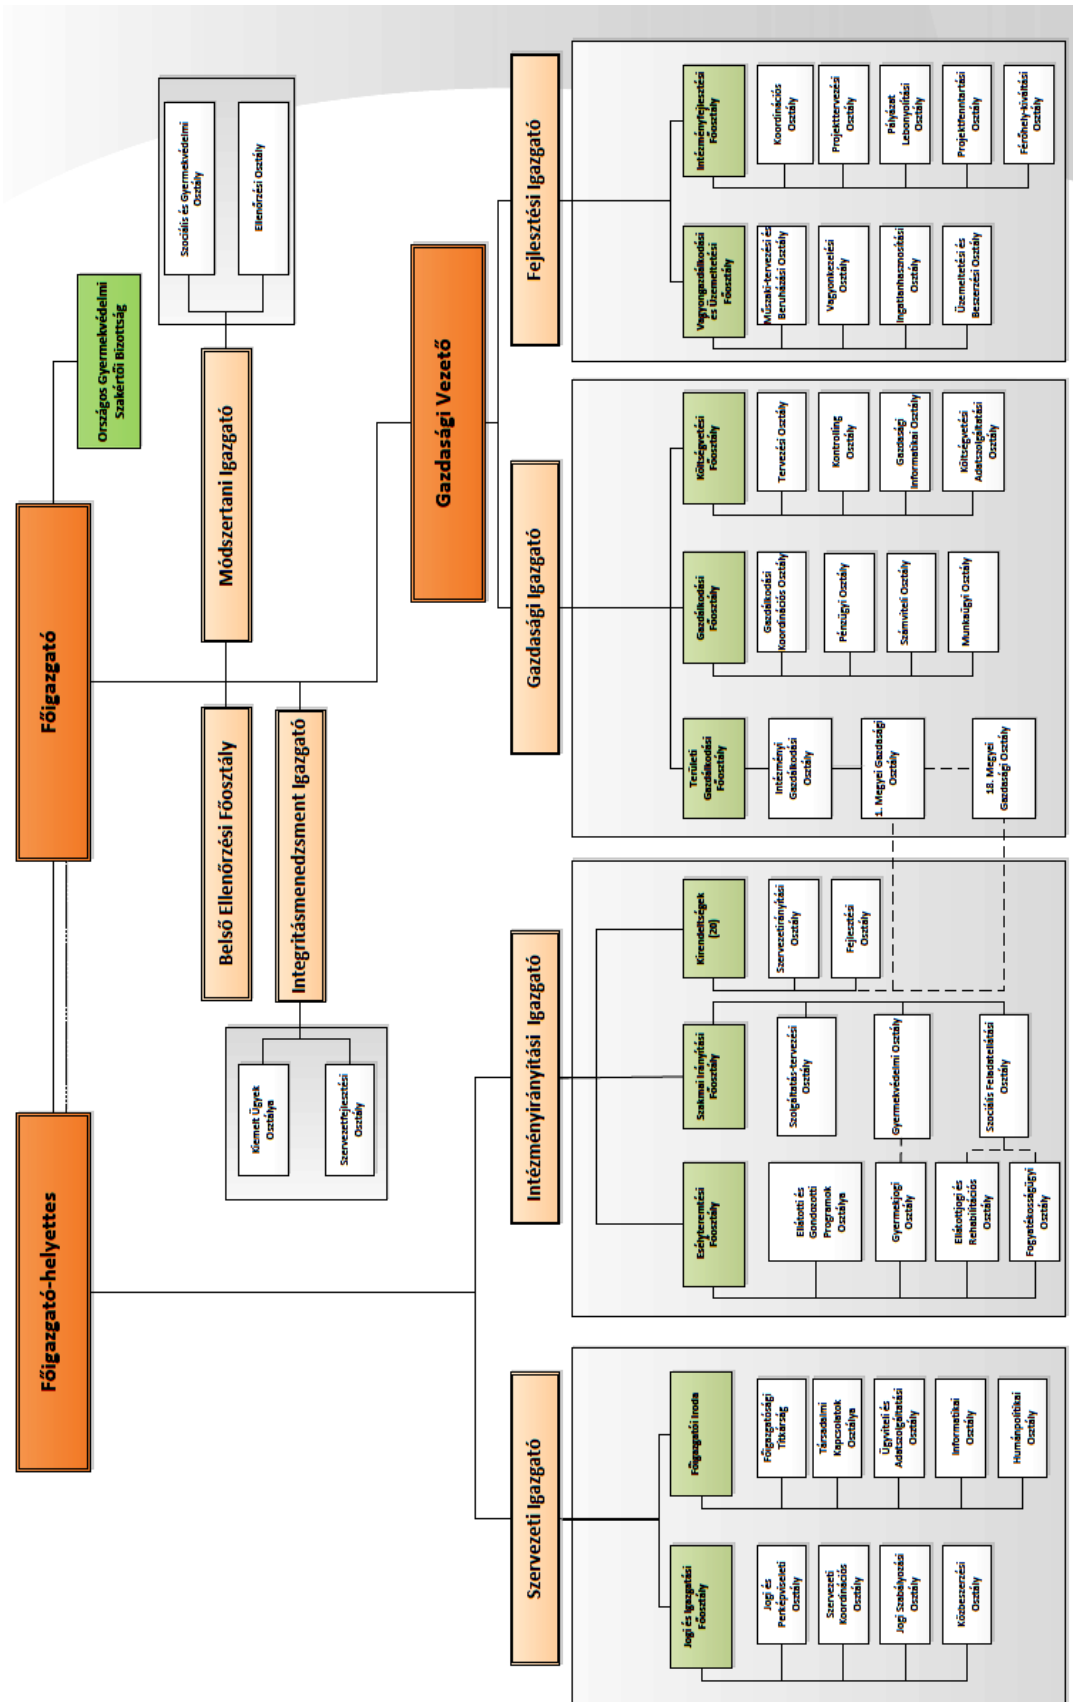 Főigazgató-helyettes
Főigazgató
Országos Gyermekvédelmi
Szakértői Bizottság
Belső Ellenőrzési Főosztály
Módszertani Igazgató
Szociális és Gyermekvédelmi
Osztály
Ellenőrzési Osztály
Integritásmenedzsment Igazgató
Kiemelt Ügyek
Osztálya
Szervezetfejlesztési
Osztály
Gazdasági Vezető
Szervezeti Igazgató
Intézményirányítási Igazgató
Gazdasági Igazgató
Fejlesztési Igazgató
Jogi és Igazgatási
Főosztály
Jogi és
Perképviseleti
Osztály
Szervezeti
Koordinációs
Osztály
Jogi Szabályozási
Osztály
Közbeszerzési
Osztály
Főigazgatói Iroda
Főigazgatósági
Titkárság
Társadalmi
Kapcsolatok
Osztálya
Ügyviteli és
Adatszolgáltatási
Osztály
Informatikai
Osztály
Humánpolitikai
Osztály
Esélyteremtési
Főosztály
Ellátotti és
Gondozotti
Programok
Osztálya
Gyermekjogi
Osztály
Ellátottjogi és
Rehabilitációs
Osztály
Fogyatékosságügyi
Osztály
Szakmai Irányítási
Főosztály
Szolgáltatás-tervezési
Osztály
Gyermekvédelmi Osztály
Szociális Feladatellátási
Osztály
Kirendeltségek
(20)
Szervezetirányítási
Osztály
Fejlesztési
Osztály
Területi
Gazdálkodási
Főosztály
Intézményi
Gazdálkodási
Osztály
1. Megyei Gazdasági
Osztály
18. Megyei
Gazdasági Osztály
Gazdálkodási
Főosztály
Gazdálkodási
Koordinációs Osztály
Pénzügyi Osztály
Számviteli Osztály
Munkaügyi Osztály
Költségvetési
Főosztály
Tervezési Osztály
Kontrolling
Osztály
Gazdasági
Informatikai Osztály
Költségvetési
Adatszolgáltatási
Osztály
Vagyongazdálkodási
és Üzemeltetési
Főosztály
Műszaki-tervezési és
Beruházási Osztály
Vagyonkezelési
Osztály
Ingatlanhasznosítási
Osztály
Üzemeltetési és
Beszerzési Osztály
Intézményfejlesztési
Főosztály
Koordinációs
Osztály
Projekttervezési
Osztály
Pályázat
Lebonyolítási
Osztály
Projektfenntartási
Osztály
Férőhely-kiváltási
Osztály